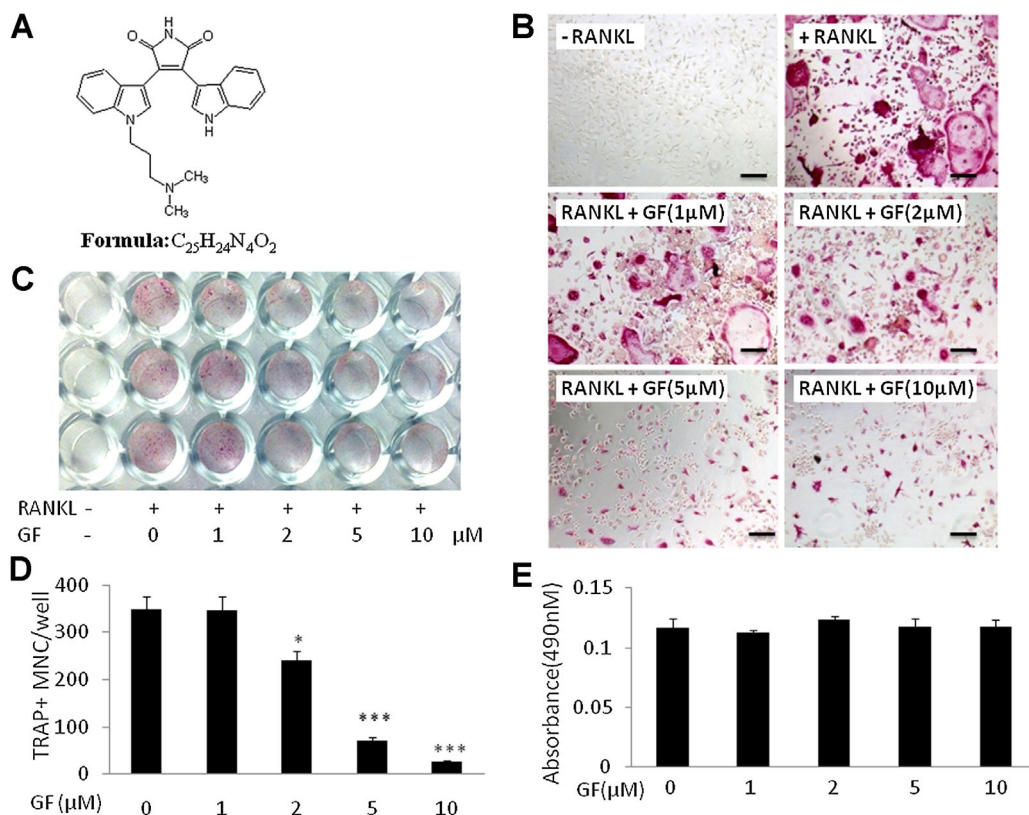 A
H
N
O
O
N
N
H
N
CH3
CH3
Formula:C25H24N4O2
B
- RANKL
+ RANKL
RANKL + GF(1µM)
RANKL + GF(2µM)
RANKL + GF(5µM)
RANKL + GF(10µM)
C
RANKL - + + + + +
GF - 0 1 2 5 10 µM
D
TRAP+ MNC/well
400
300
200
100
0
*
***
***
GF (µM) 0 1 2 5 10
E
Absorbance(490nM)
0.15
0.1
0.05
0
GF(µM) 0 1 2 5 10